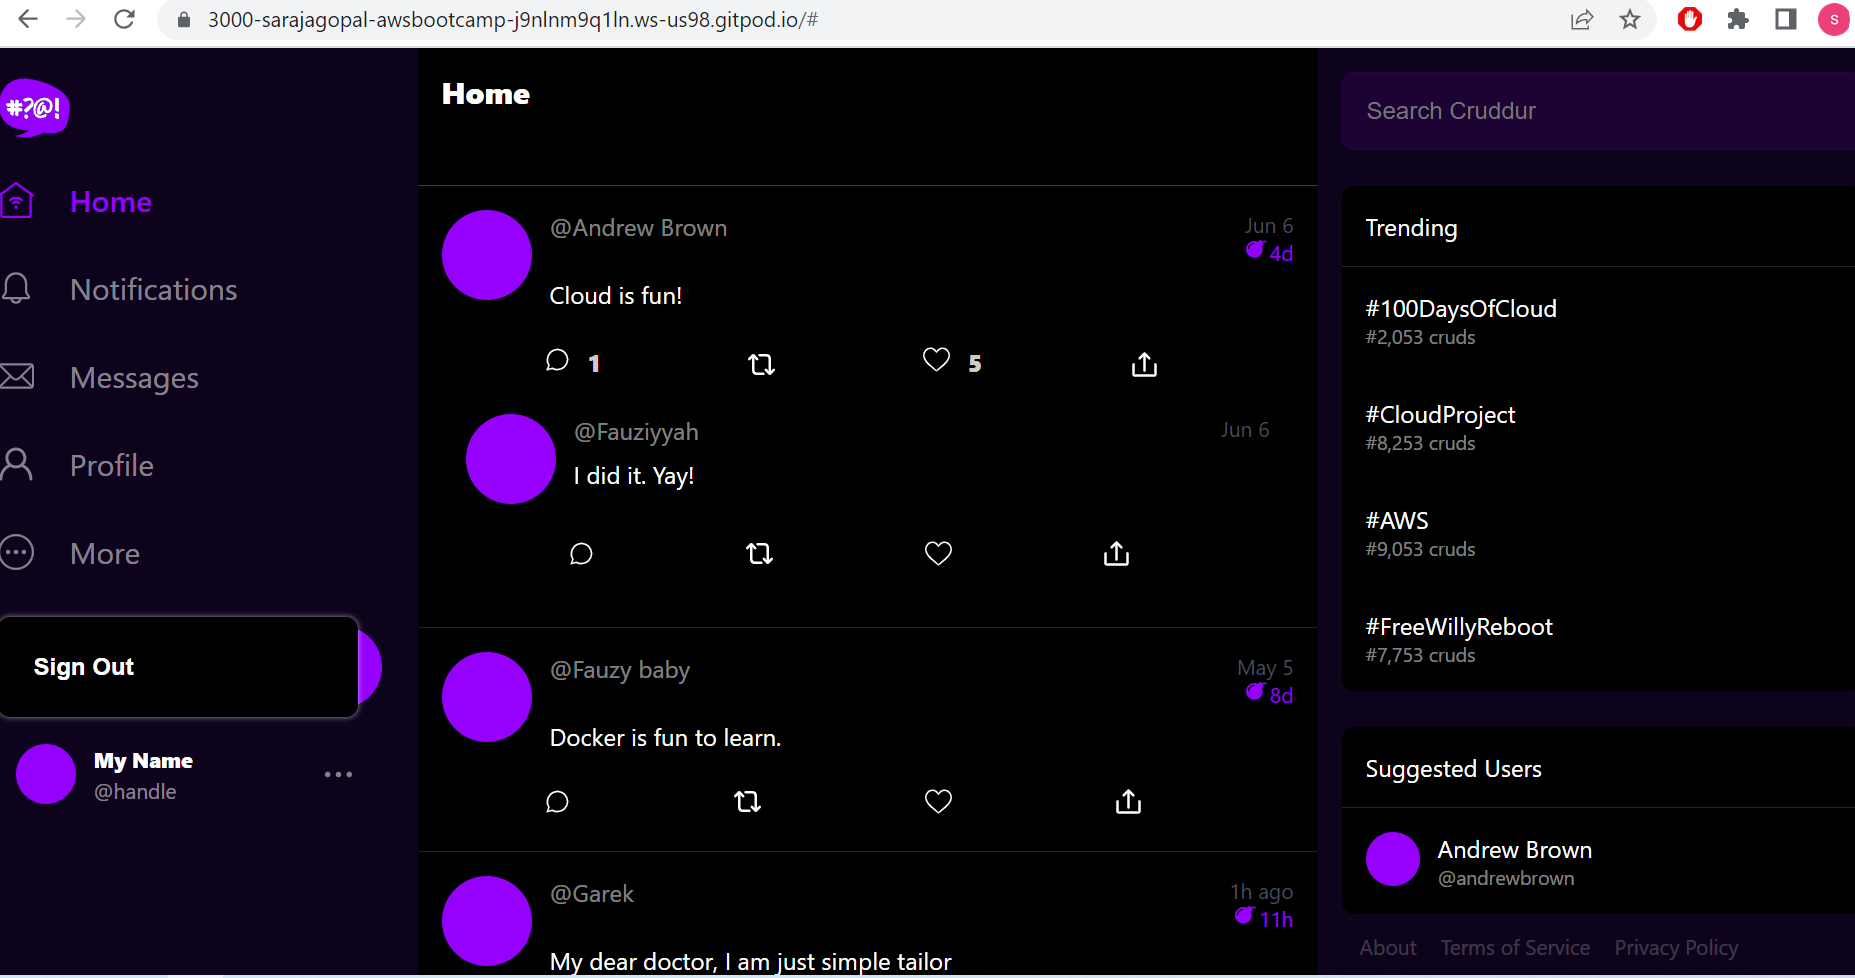 3000-sarajagopal-awsbootcamp-j9nlnm9q1ln.ws-us98.gitpod.io/#
S
#?@!
Home
Notifications
Messages
Profile
More
Sign Out
My Name
@handle
Home
@Andrew Brown
Jun 6
4d
Cloud is fun!
1
5
@Fauziyyah
Jun 6
I did it. Yay!
@Fauzy baby
May 5
8d
Docker is fun to learn.
@Garek
1h ago
11h
My dear doctor, I am just simple tailor
Search Cruddur
Trending
#100DaysOfCloud
#2,053 cruds
#CloudProject
#8,253 cruds
#AWS
#9,053 cruds
#FreeWillyReboot
#7,753 cruds
Suggested Users
Andrew Brown
@andrewbrown
About Terms of Service Privacy Policy